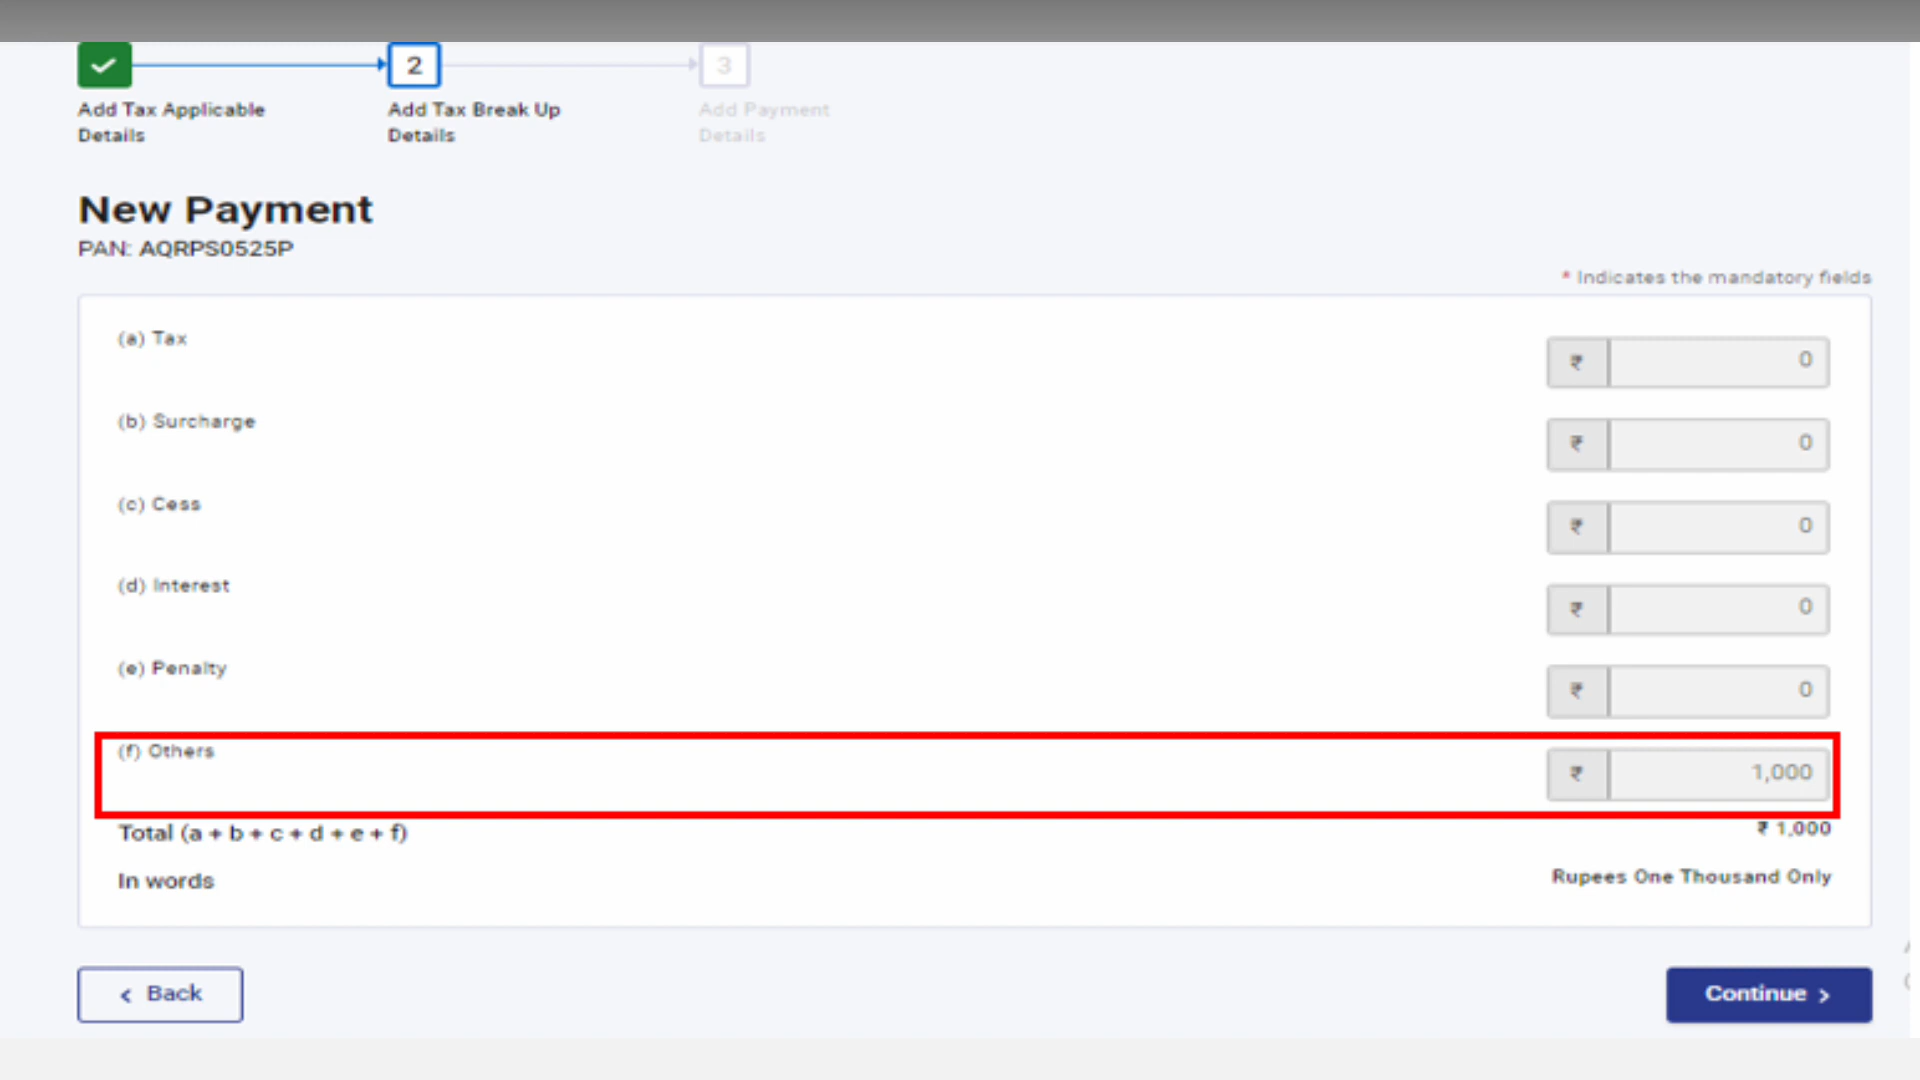 2
3
Add Tax Applicable
Details
Add Tax Break Up
Details
Add Payment
Details
New Payment
PAN: AQRPS0525P
* Indicates the mandatory fields
(a) Tax
₹ 0
(b) Surcharge
₹ 0
(c) Cess
₹ 0
(d) Interest
₹ 0
(e) Penalty
₹ 0
(f) Others
₹ 1,000
Total (a + b + c + d + e + f)
₹ 1,000
In words
Rupees One Thousand Only
< Back
Continue >